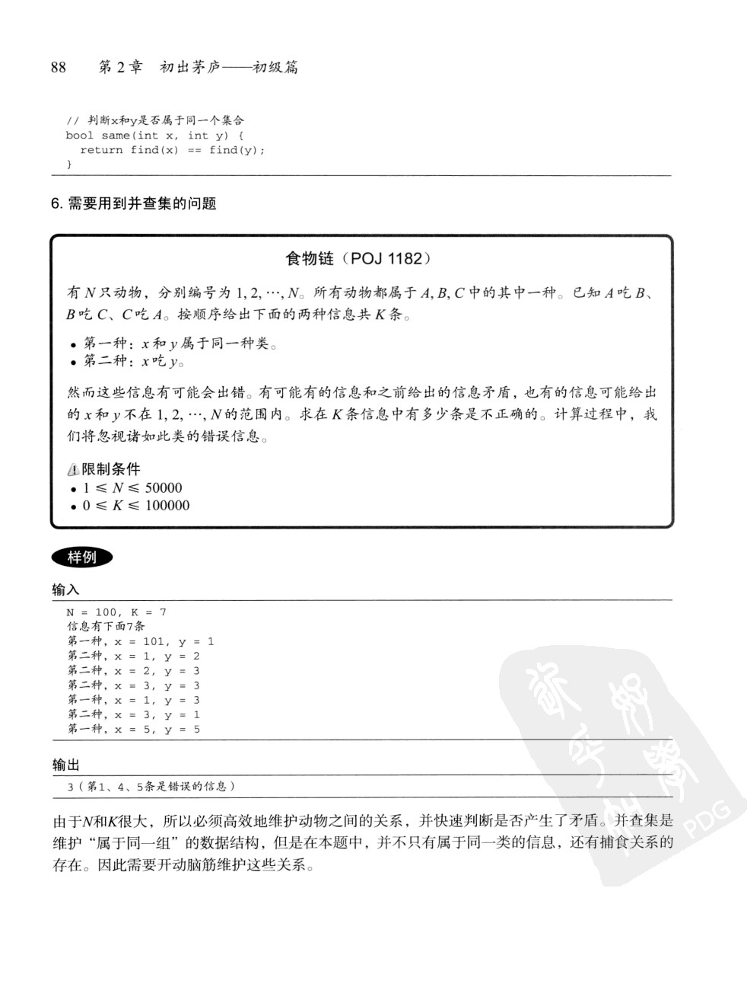 88 第 2 章 初出茅庐——初级篇
// 判断x和y是否属于同一个集合
bool same(int x, int y) {
return find(x) == find(y);
}
6. 需要用到并查集的问题
食物链（POJ 1182）
有 N 只动物，分别编号为 1, 2, …, N。所有动物都属于 A, B, C 中的其中一种。已知 A 吃 B、
B 吃 C、C 吃 A。按顺序给出下面的两种信息共 K 条。
• 第一种：x 和 y 属于同一种类。
• 第二种：x 吃 y。
然而这些信息有可能会出错。有可能有的信息和之前给出的信息矛盾，也有的信息可能给出
的 x 和 y 不在 1, 2, …, N 的范围内。求在 K 条信息中有多少条是不正确的。计算过程中，我
们将忽视诸如此类的错误信息。
限制条件
• 1 ≤ N ≤ 50000
• 0 ≤ K ≤ 100000
样例
输入
N = 100, K = 7
信息有下面7条
第一种，x = 101, y = 1
第二种，x = 1, y = 2
第二种，x = 2, y = 3
第二种，x = 3, y = 3
第一种，x = 1, y = 3
第二种，x = 3, y = 1
第一种，x = 5, y = 5
输出
3（第1、4、5条是错误的信息）
由于N和K很大，所以必须高效地维护动物之间的关系，并快速判断是否产生了矛盾。并查集是
维护“属于同一组”的数据结构，但是在本题中，并不只有属于同一类的信息，还有捕食关系的
存在。因此需要开动脑筋维护这些关系。
PDG